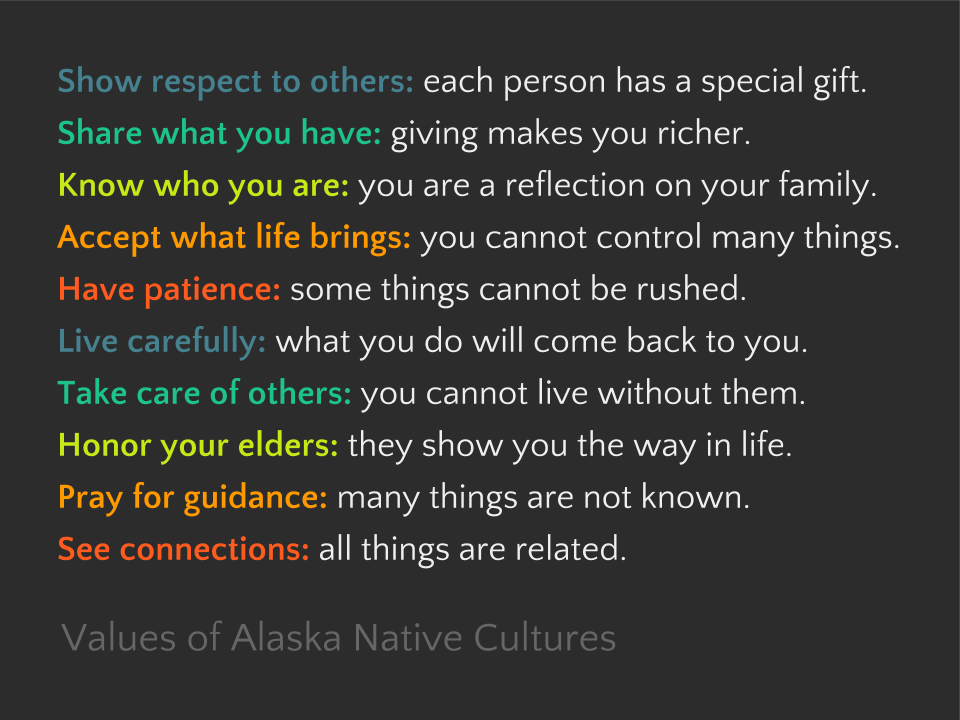 Show respect to others: each person has a special gift.
Share what you have: giving makes you richer.
Know who you are: you are a reflection on your family.
Accept what life brings: you cannot control many things.
Have patience: some things cannot be rushed.
Live carefully: what you do will come back to you.
Take care of others: you cannot live without them.
Honor your elders: they show you the way in life.
Pray for guidance: many things are not known.
See connections: all things are related.
Values of Alaska Native Cultures